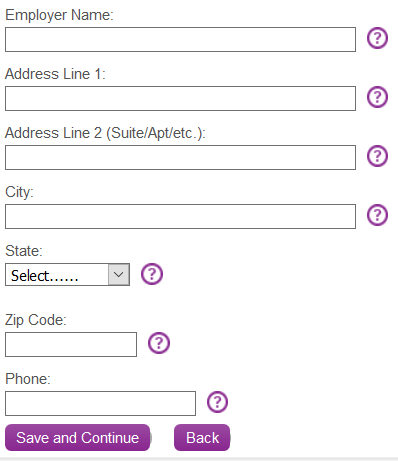 Employer Name:
?
Address Line 1:
?
Address Line 2 (Suite/Apt/etc.):
?
City:
?
State:
Select...... ?
Zip Code:
?
Phone:
?
Save and Continue Back